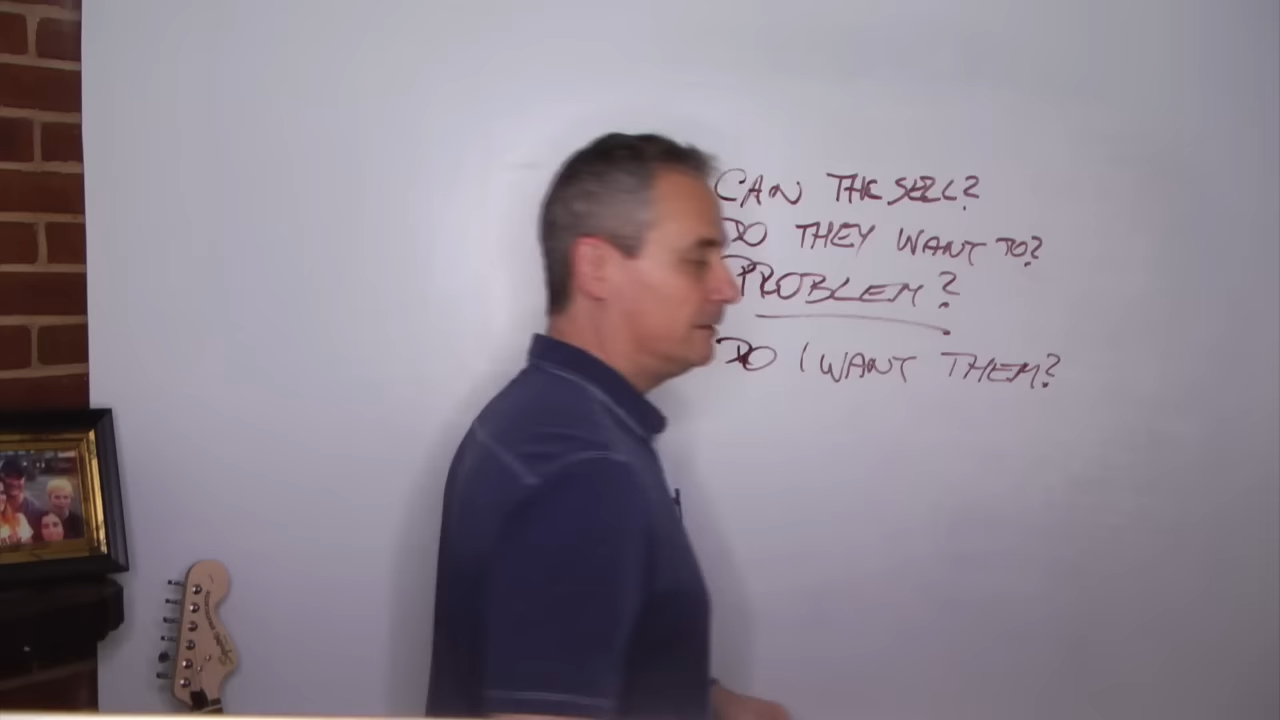 CAN THE SELL?
DO THEY WANT TO?
PROBLEM?
DO I WANT THEM?